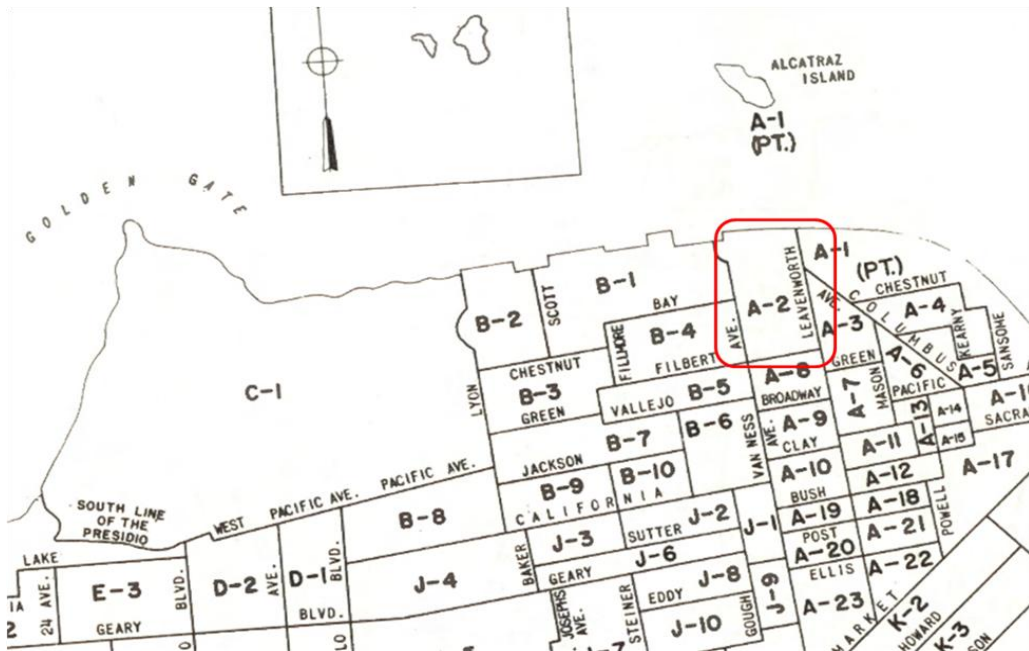 ALCATRAZ
ISLAND
A-1
(PT.)
GOLDEN GATE
A-1
(PT.)
CHESTNUT
B-1
LEAVENWORTH
AVE.
COLUMBUS
BAY
A-2
A-4
B-2
SCOTT
B-4
AVE.
A-3
KEARNY
SANSOME
FILLMORE
FILBERT
GREEN
A-6
A-5
CHESTNUT
A-8
C-1
LYON
B-3
B-5
BROADWAY
A-7
MASON
PACIFIC
GREEN
VALLEJO
B-6
A-13
A-14
SACRA
A-9
AVE.
VAN NESS
B-7
CLAY
A-11
A-15
JACKSON
PACIFIC AVE.
B-10
A-10
A-12
A-17
WEST PACIFIC AVE.
B-9
BUSH
CALIFORNIA
SOUTH LINE
OF THE
PRESIDIO
B-8
J-2
J-1
A-19
A-18
POWELL
J-3
SUTTER
POST
A-21
LAKE
BAKER
J-6
A-20
24 AVE.
E-3
BLVD.
D-2
AVE.
D-1
BLVD.
J-4
GEARY
J-8
J-9
ELLIS
A-22
GEARY
BLVD.
JOSEPHS
AVE.
STEINER
EDDY
GOUGH
A-23
MARKET
K-2
J-10
HOWARD
K-3